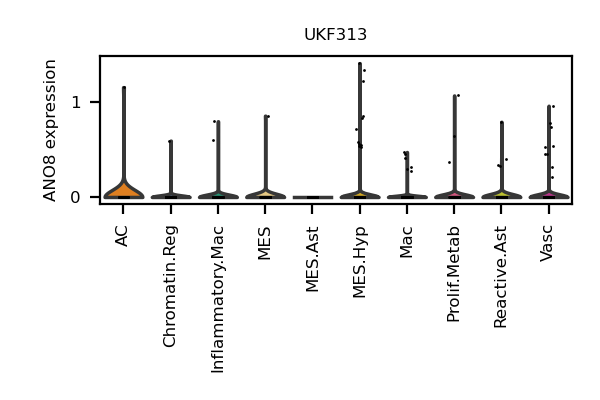 UKF313
ANO8 expression
1
0
AC
Chromatin.Reg
Inflammatory.Mac
MES
MES.Ast
MES.Hyp
Mac
Prolif.Metab
Reactive.Ast
Vasc